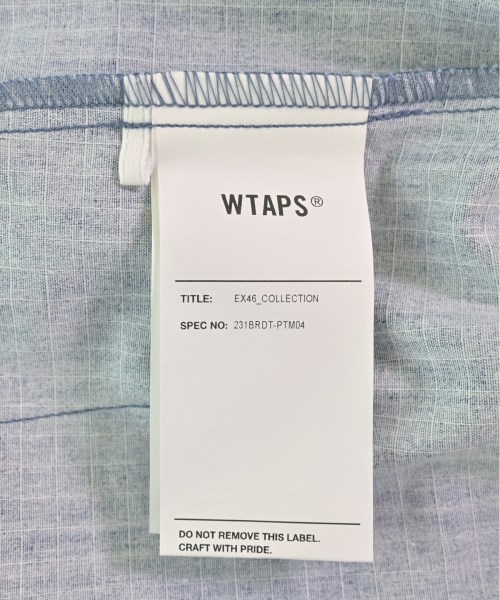 WTAPS®
TITLE: EX46_COLLECTION
SPEC NO: 231BRDT-PTM04
DO NOT REMOVE THIS LABEL.
CRAFT WITH PRIDE.